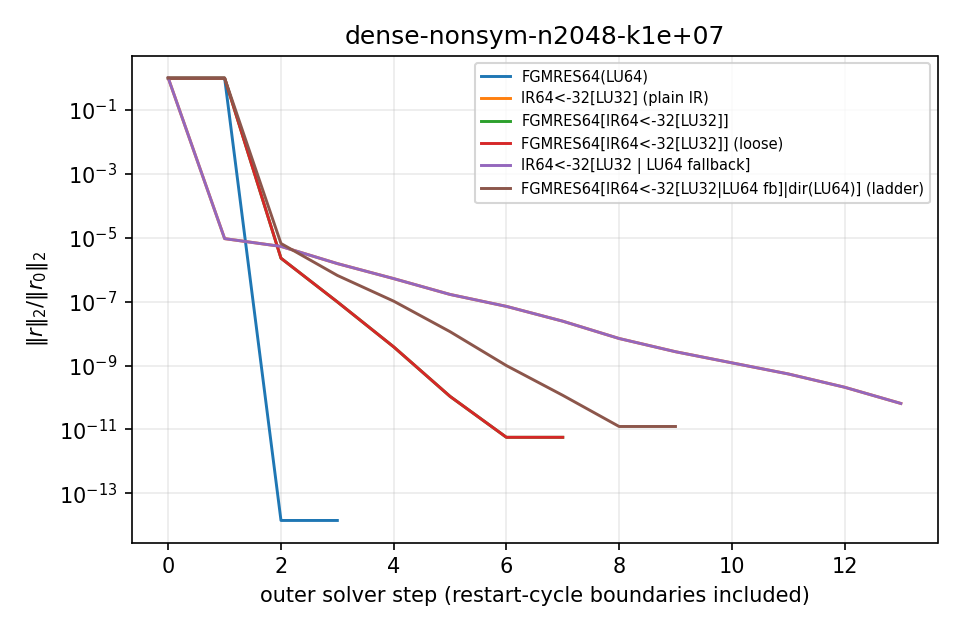 dense-nonsym-n2048-k1e+07
FGMRES64(LU64)
IR64<-32[LU32] (plain IR)
FGMRES64[IR64<-32[LU32]]
FGMRES64[IR64<-32[LU32]] (loose)
IR64<-32[LU32 | LU64 fallback]
FGMRES64[IR64<-32[LU32|LU64 fb]|dir(LU64)] (ladder)
‖r‖₂/‖r₀‖₂
10⁻¹
10⁻³
10⁻⁵
10⁻⁷
10⁻⁹
10⁻¹¹
10⁻¹³
0 2 4 6 8 10 12
outer solver step (restart-cycle boundaries included)